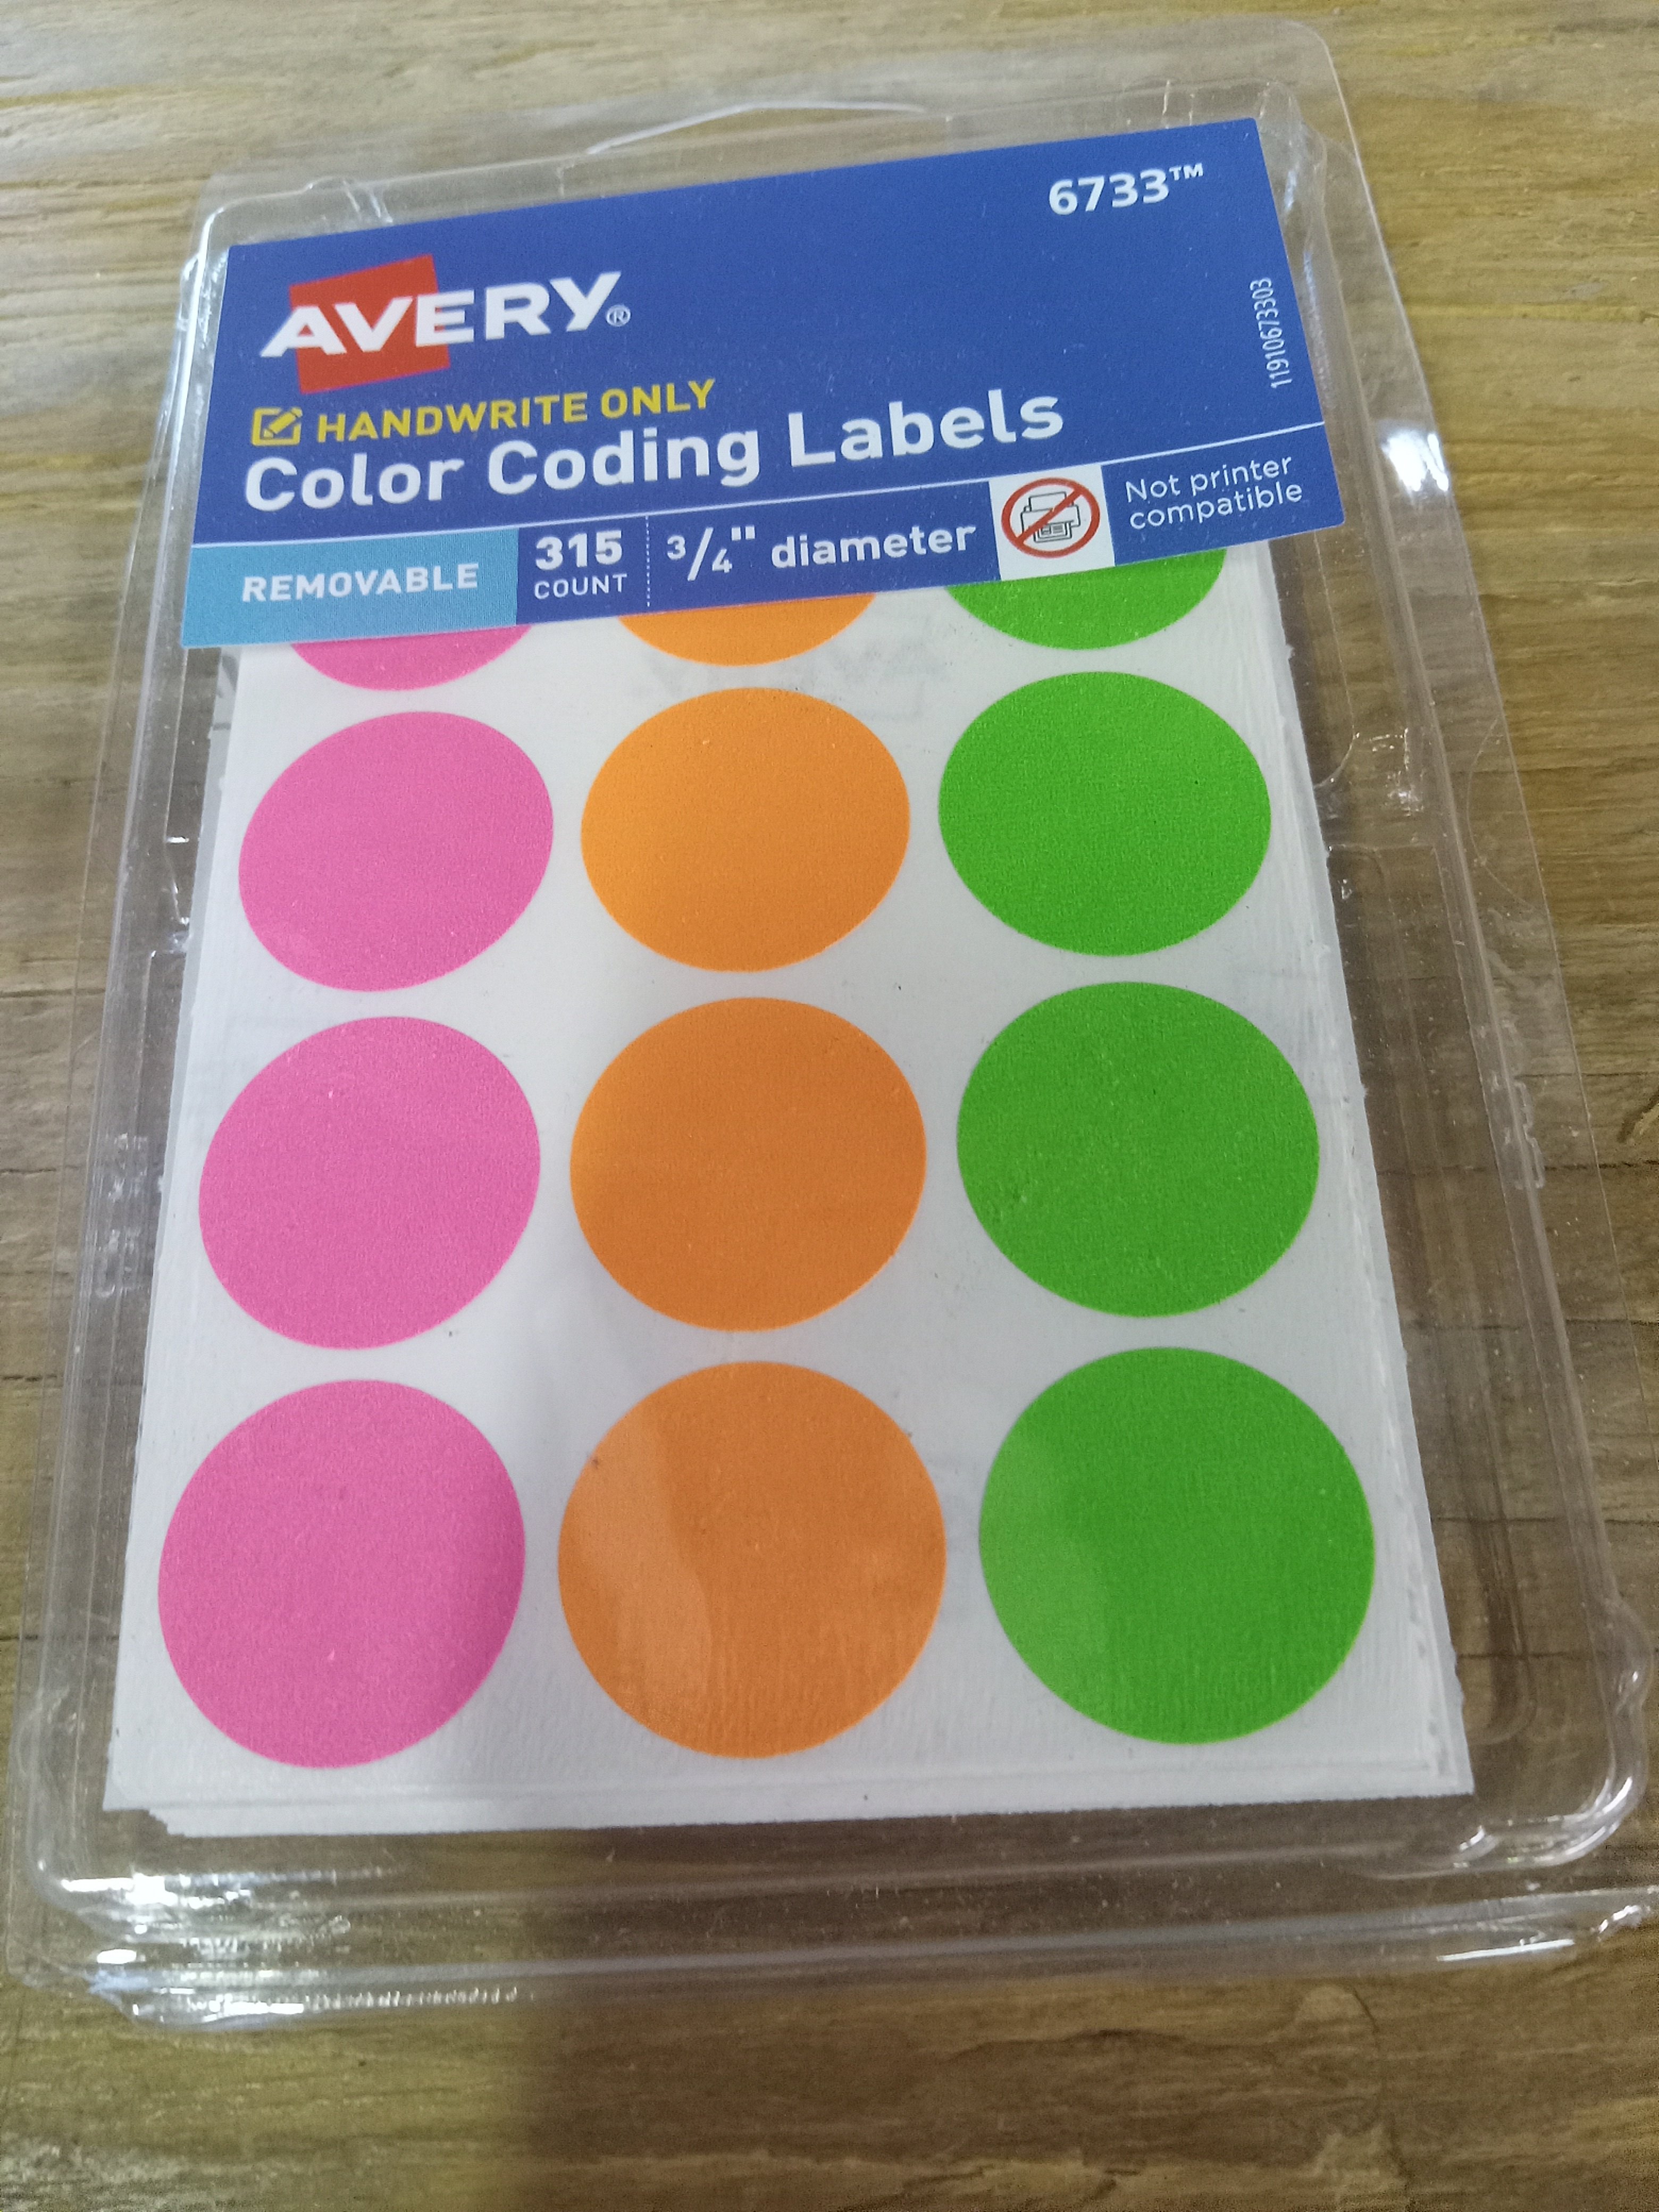 6733™
AVERY®
11910673303
HANDWRITE ONLY
Color Coding Labels
REMOVABLE
315
COUNT
3/4" diameter
Not printer
compatible